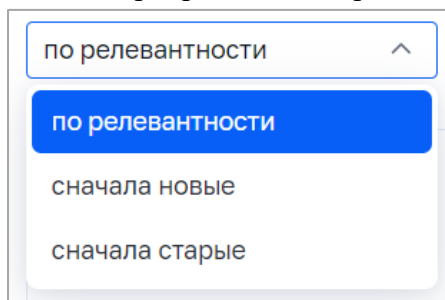 по релевантности
по релевантности
сначала новые
сначала старые